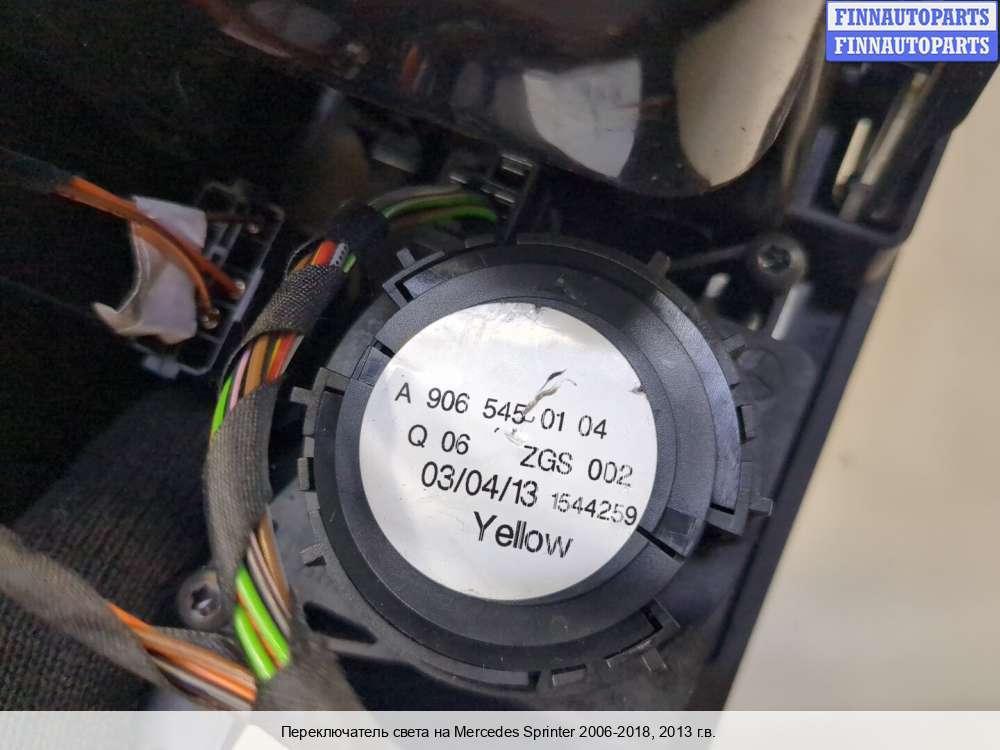 FINNAUTOPARTS
FINNAUTOPARTS
A 906 545 01 04
Q 06 ZGS 002
03/04/13 1544259
Yellow
Переключатель света на Mercedes Sprinter 2006-2018, 2013 г.в.